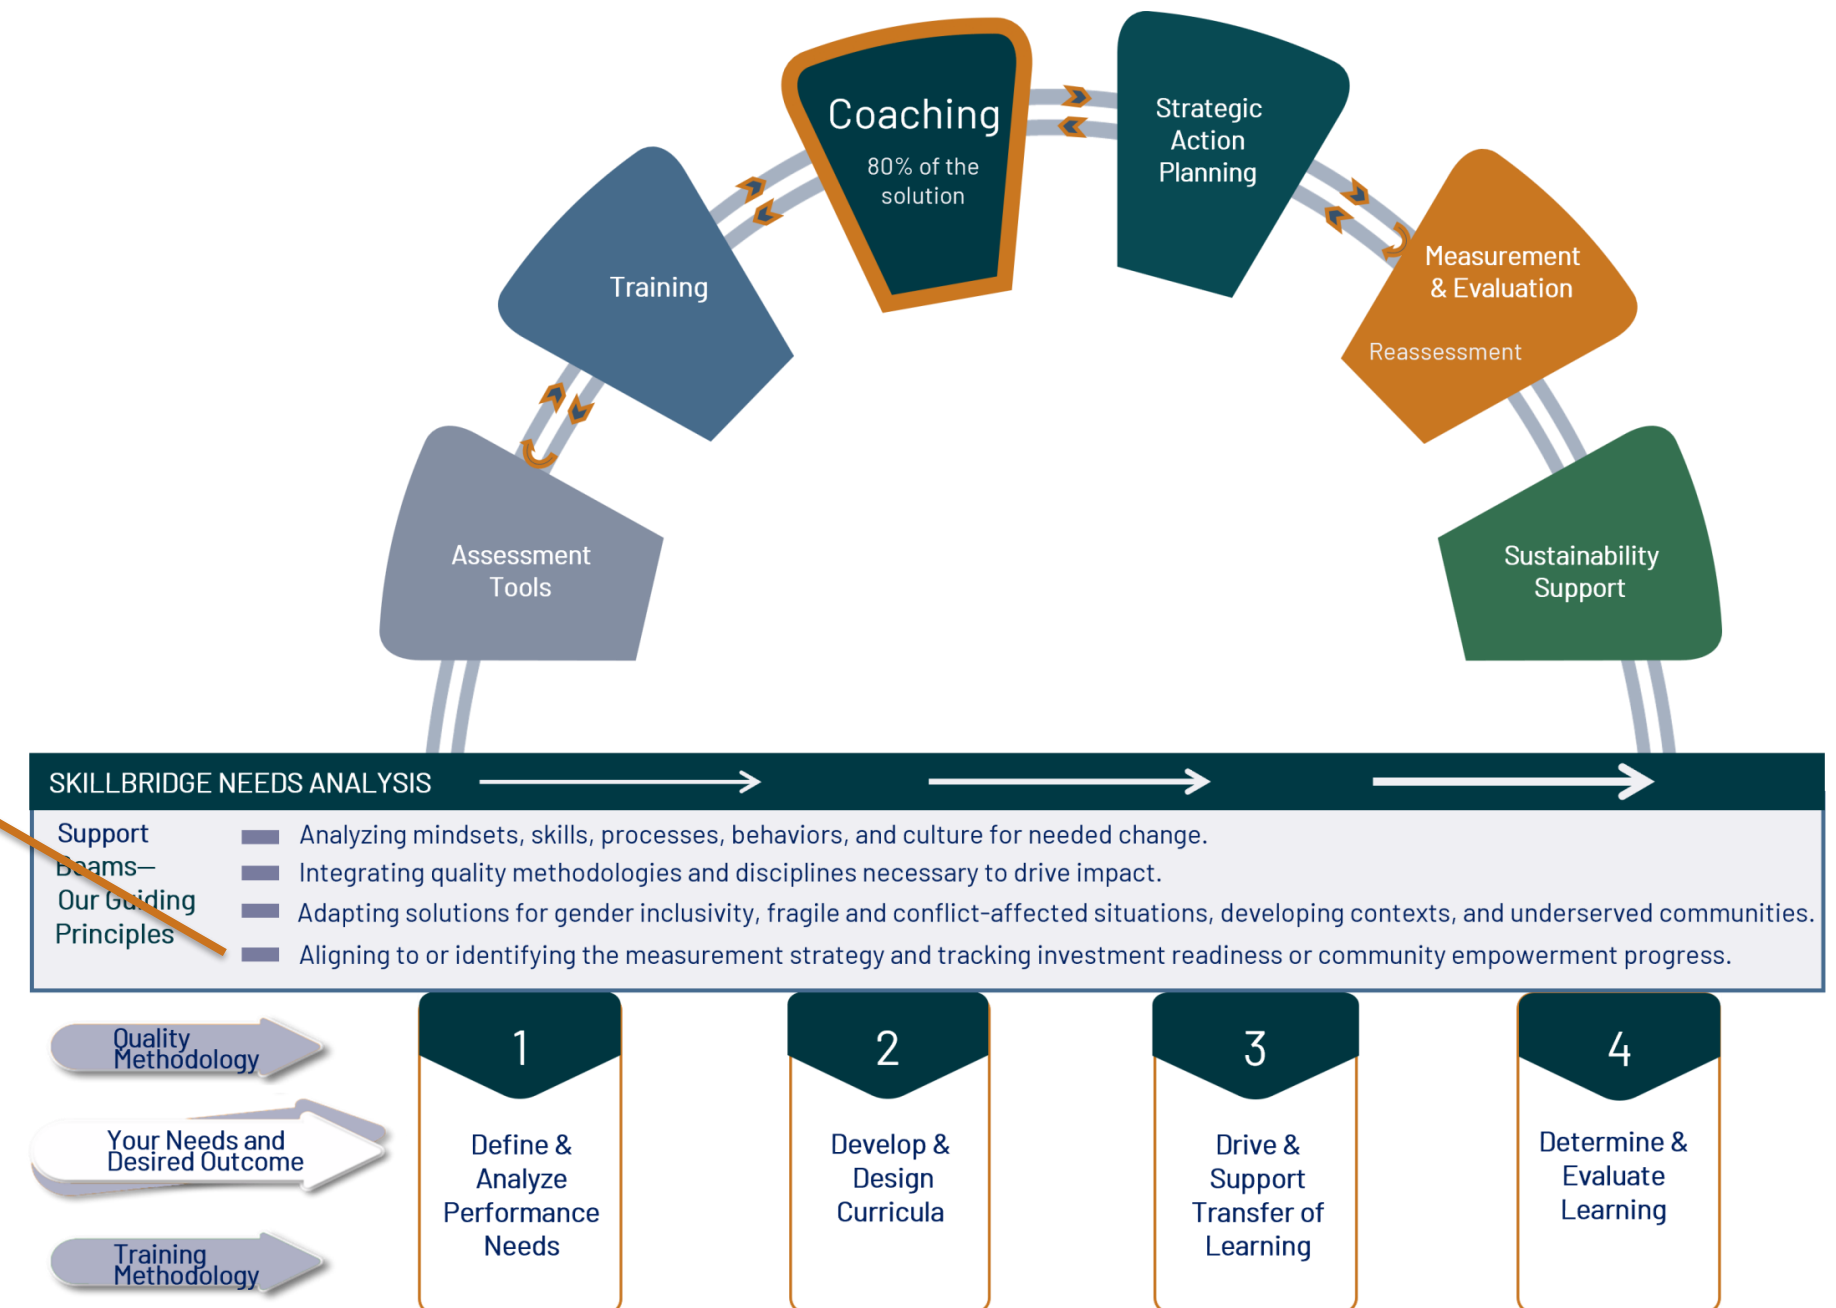 Coaching
80% of the
solution
Strategic
Action
Planning
Training
Measurement
& Evaluation
Reassessment
Assessment
Tools
Sustainability
Support
SKILLBRIDGE NEEDS ANALYSIS
Support
Beams—
Our Guiding
Principles
Analyzing mindsets, skills, processes, behaviors, and culture for needed change.
Integrating quality methodologies and disciplines necessary to drive impact.
Adapting solutions for gender inclusivity, fragile and conflict-affected situations, developing contexts, and underserved communities.
Aligning to or identifying the measurement strategy and tracking investment readiness or community empowerment progress.
Quality
Methodology
Your Needs and
Desired Outcome
Training
Methodology
1
Define &
Analyze
Performance
Needs
2
Develop &
Design
Curricula
3
Drive &
Support
Transfer of
Learning
4
Determine &
Evaluate
Learning